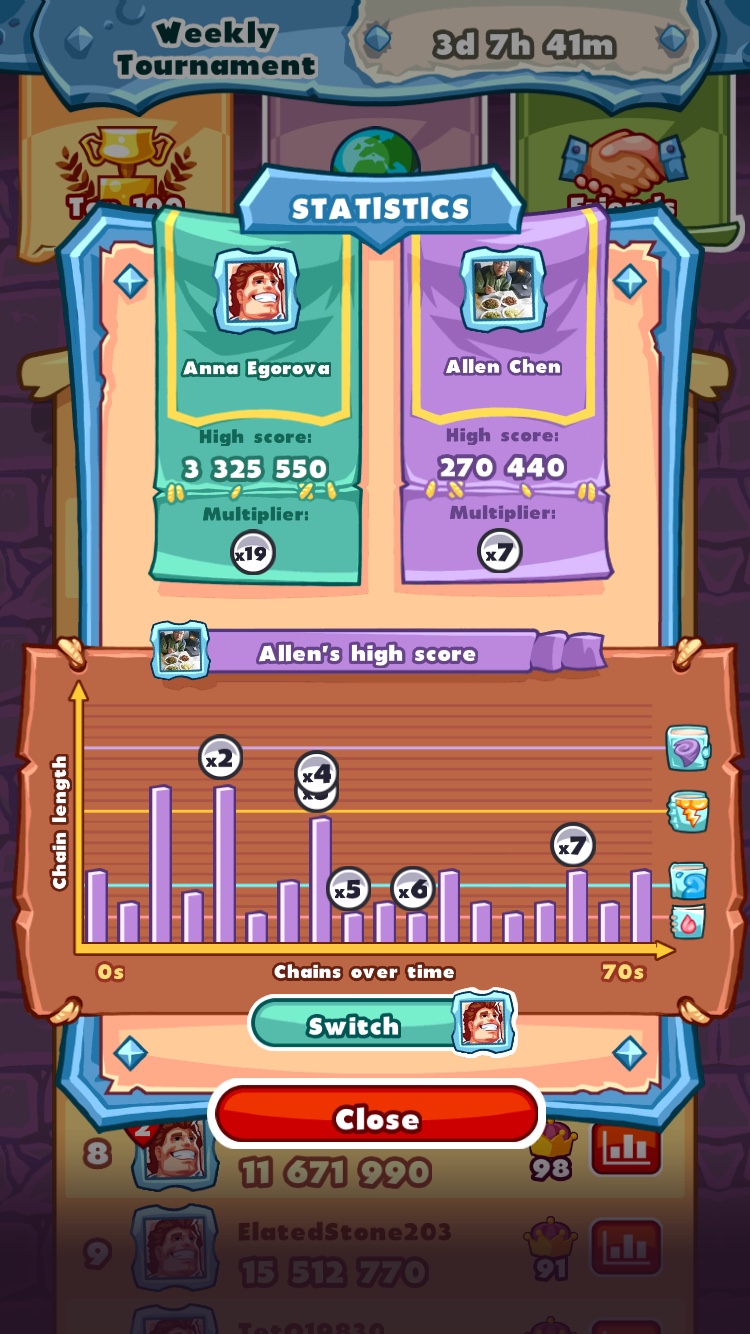 Weekly
Tournament
3d 7h 41m
STATISTICS
Anna Egorova
Allen Chen
High score:
High score:
3 325 550
270 440
Multiplier:
Multiplier:
x19
x7
Allen's high score
x2
x4
x5
x6
x7
Chain length
0s
Chains over time
70s
Switch
Close
2
8
11 671 990
98
ElatedStone203
9
15 512 770
91